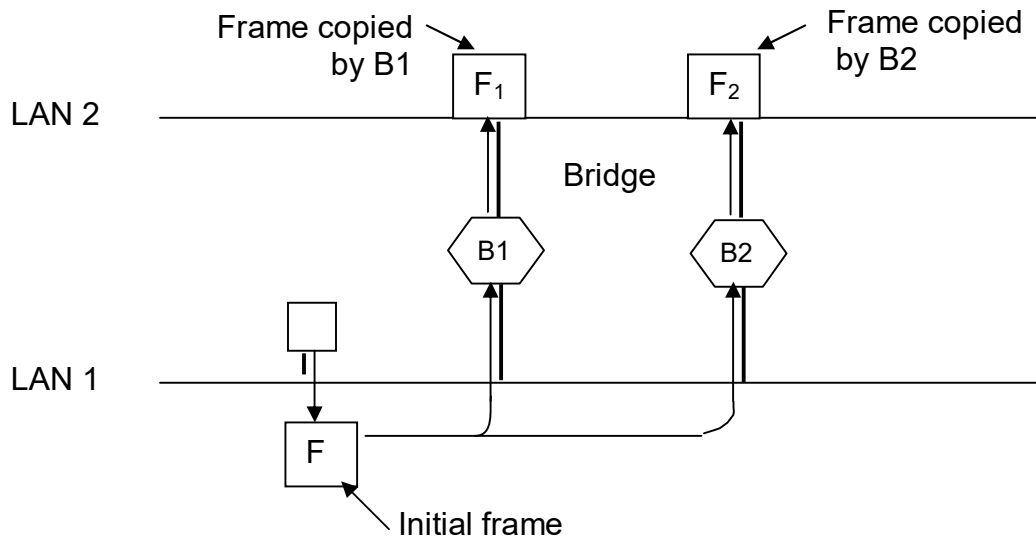 Frame copied
by B1
Frame copied
by B2
F₁
F₂
LAN 2
Bridge
B1
B2
LAN 1
F
Initial frame